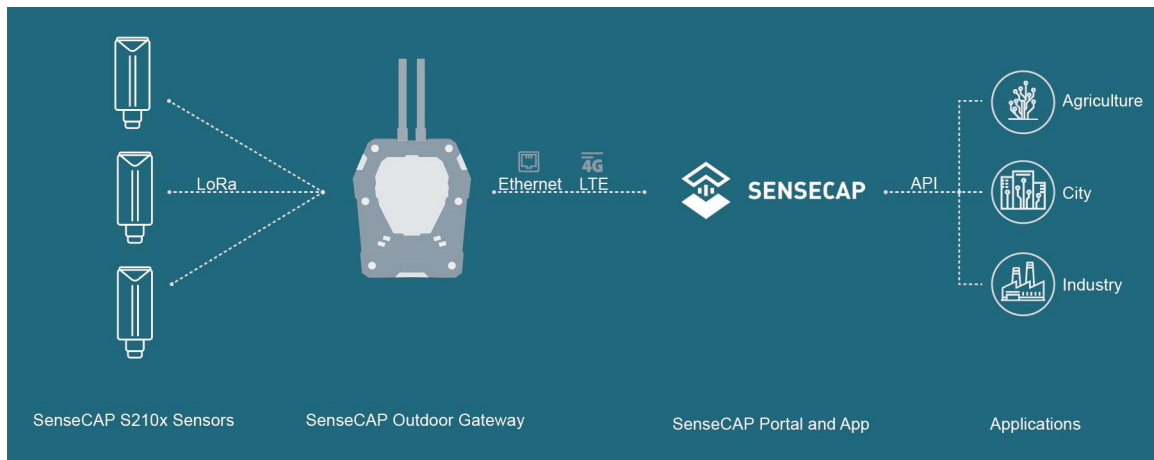 LoRa
4G
Ethernet LTE
SENSECAP
API
Agriculture
City
Industry
SenseCAP S210x Sensors
SenseCAP Outdoor Gateway
SenseCAP Portal and App
Applications